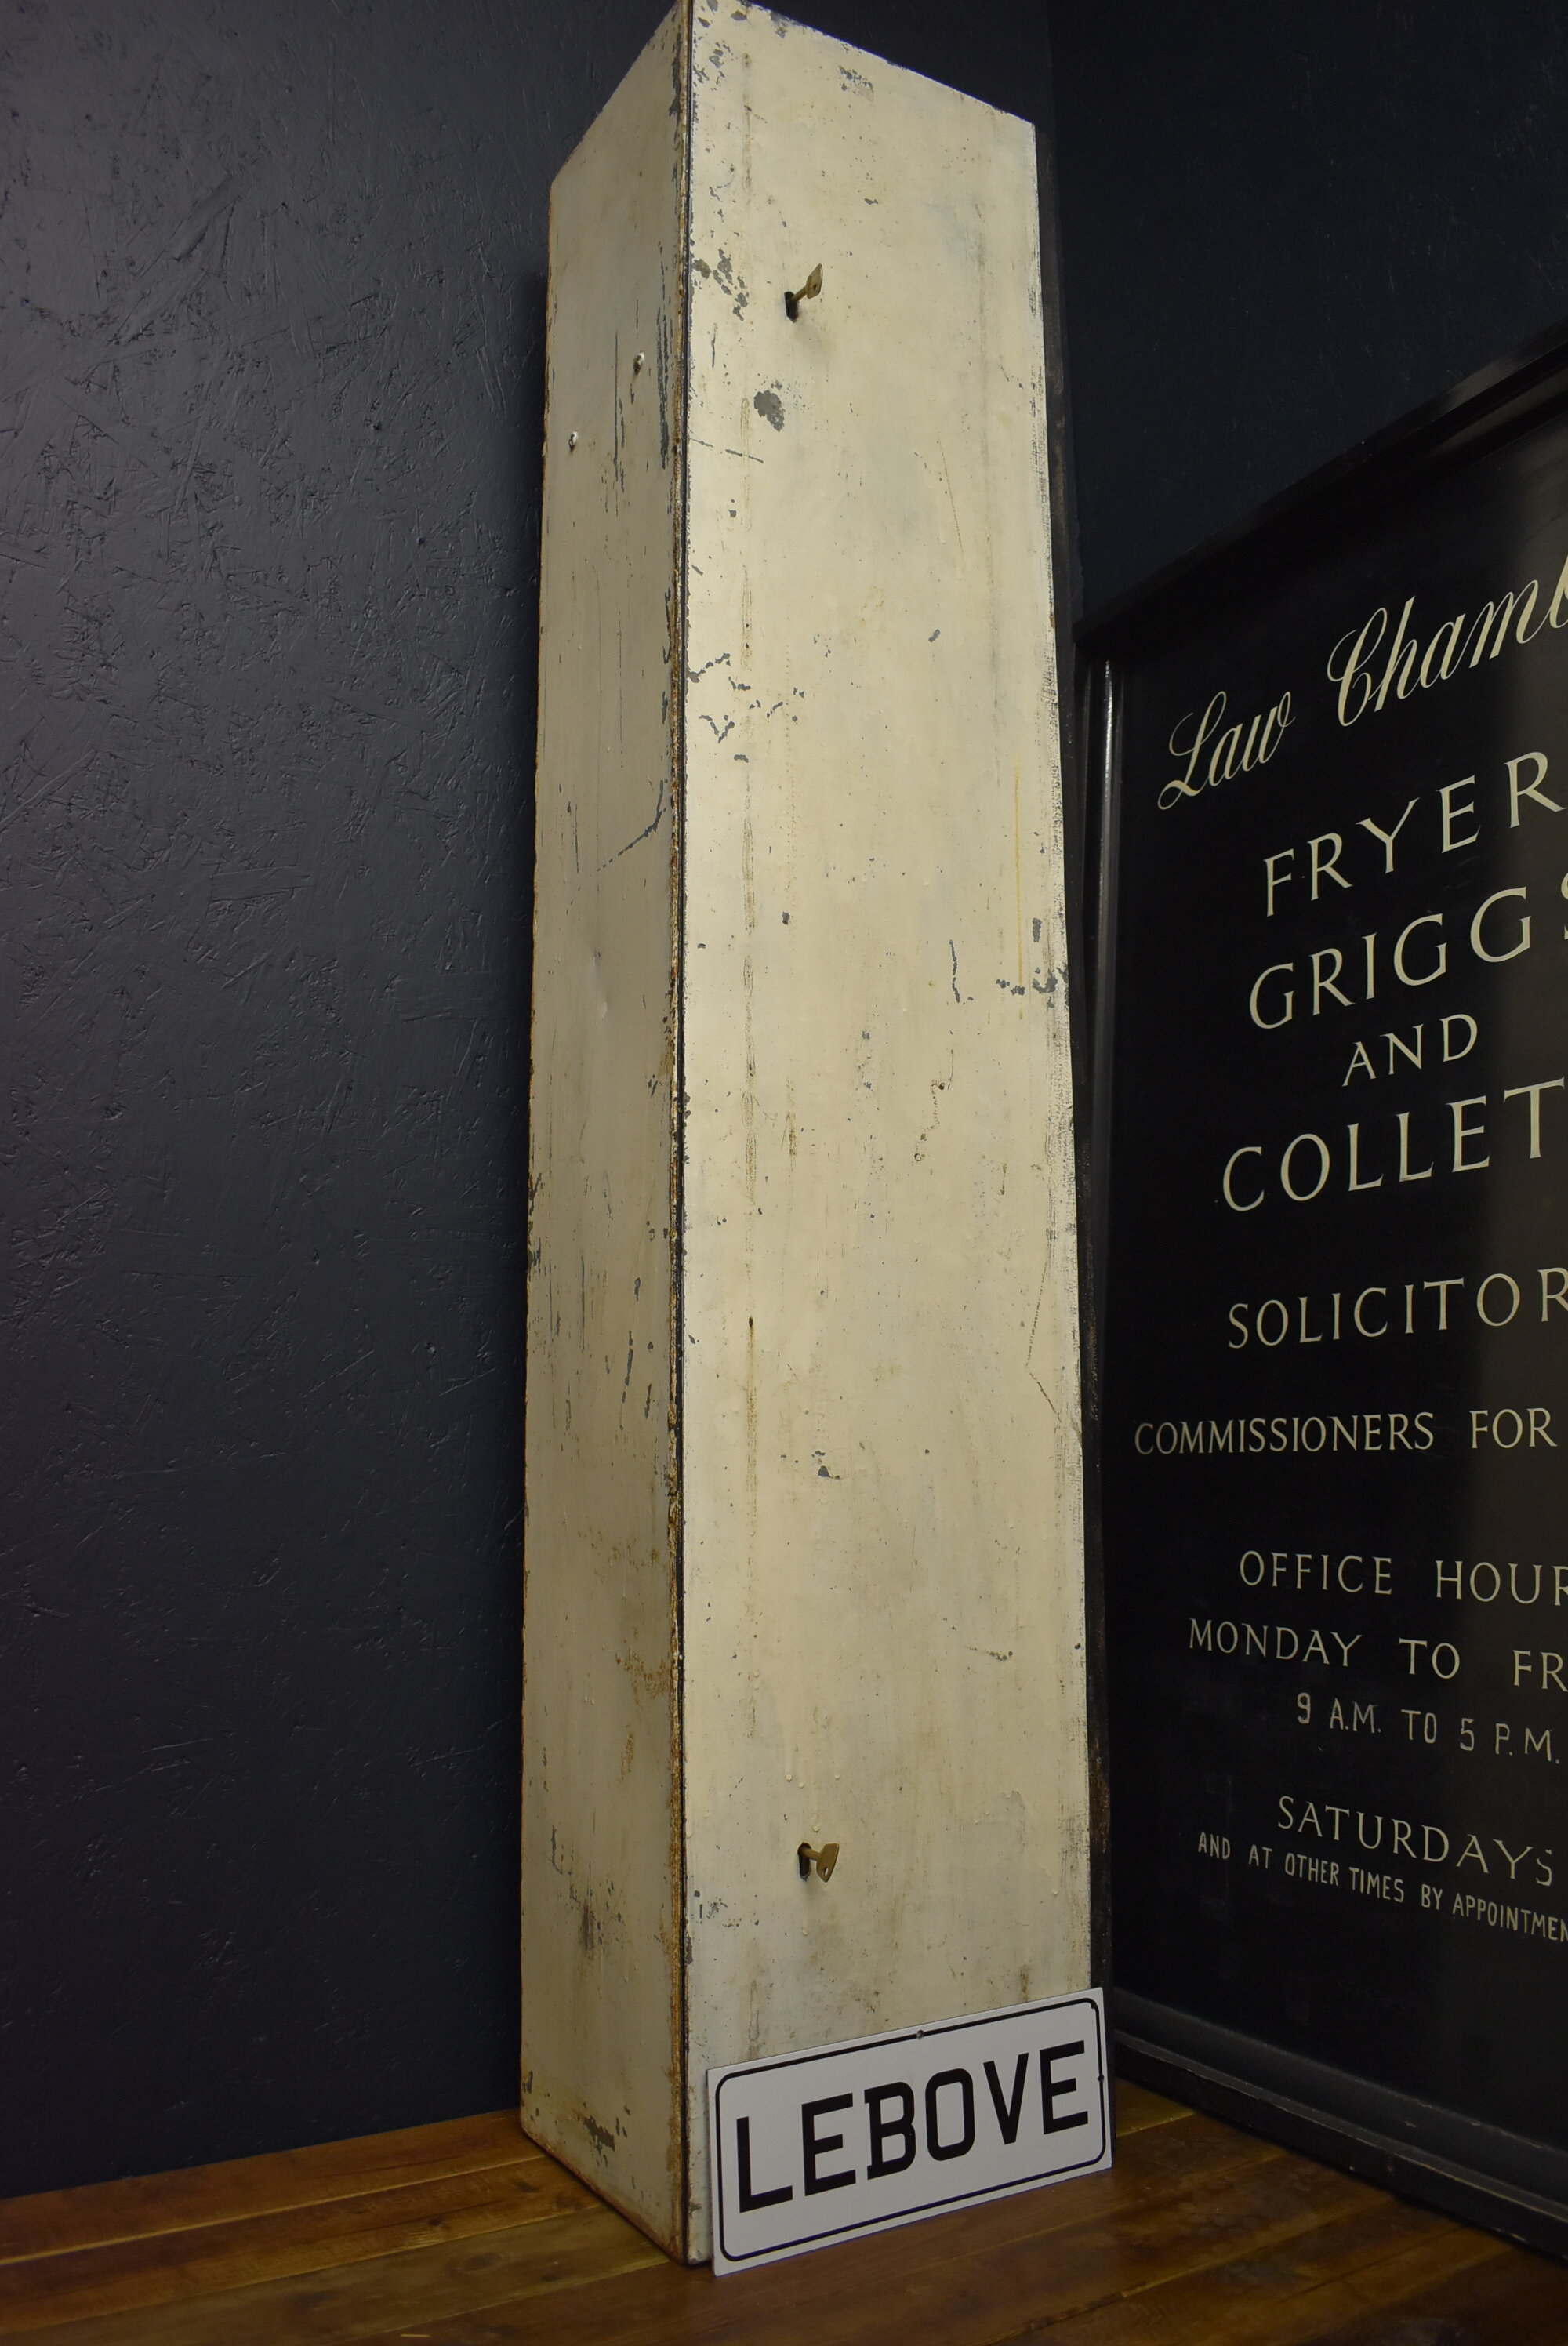 Law Chamb
FRYER
GRIGGS
AND
COLLET
SOLICITOR
COMMISSIONERS FOR
OFFICE HOUR
MONDAY TO FR
9 A.M. TO 5 P.M.
SATURDAYS
AND AT OTHER TIMES BY APPOINTMEN
LEBOVE